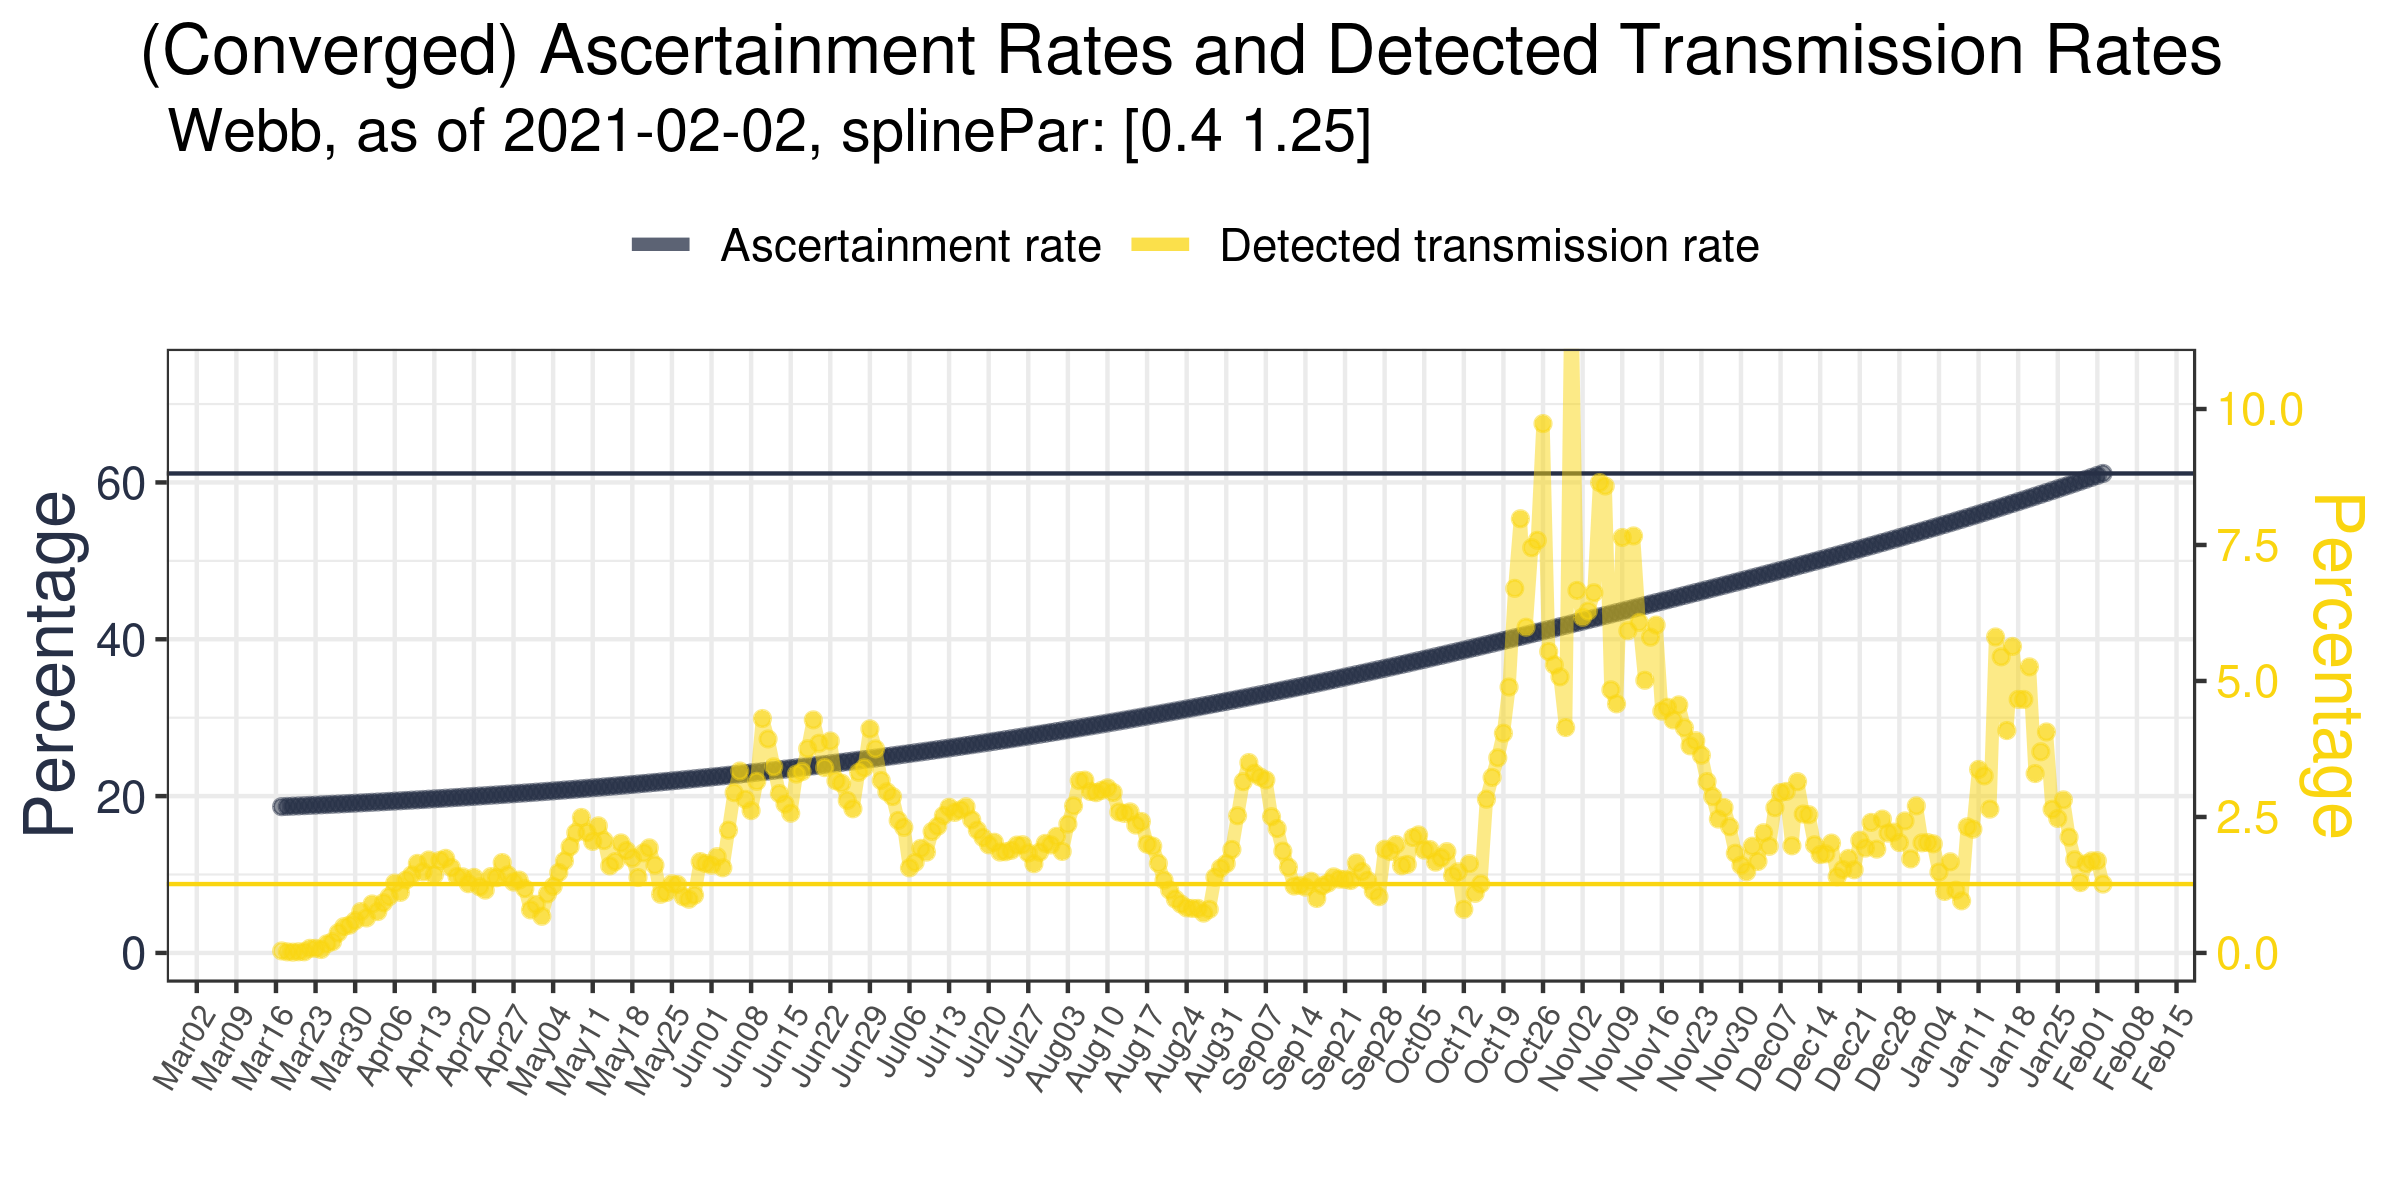 (Converged) Ascertainment Rates and Detected Transmission Rates
Webb, as of 2021-02-02, splinePar: [0.4 1.25]
Ascertainment rate Detected transmission rate
Percentage
60
40
20
0
10.0
7.5
5.0
2.5
0.0
Percentage
Mar02 Mar09 Mar16 Mar23 Mar30 Apr06 Apr13 Apr20 Apr27 May04 May11 May18 May25 Jun01 Jun08 Jun15 Jun22 Jun29 Jul06 Jul13 Jul20 Jul27 Aug03 Aug10 Aug17 Aug24 Aug31 Sep07 Sep14 Sep21 Sep28 Oct05 Oct12 Oct19 Oct26 Nov02 Nov09 Nov16 Nov23 Nov30 Dec07 Dec14 Dec21 Dec28 Jan04 Jan11 Jan18 Jan25 Feb01 Feb08 Feb15